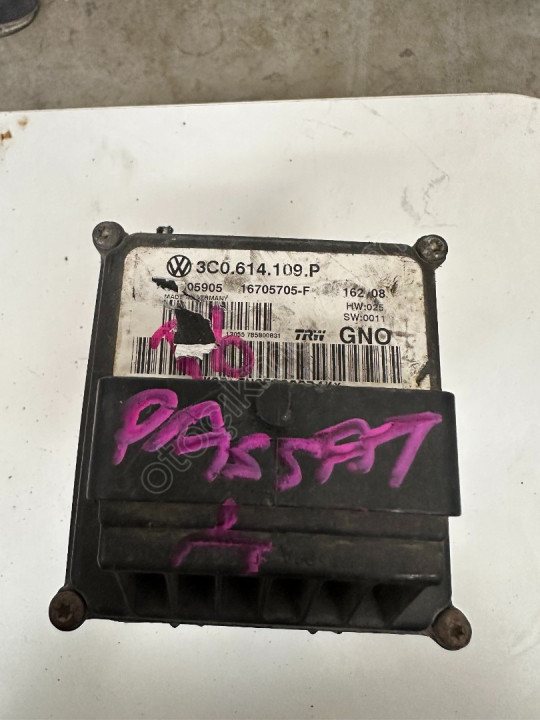 3C0.614.109.P
05905 16705705-F 162 08
MADE IN GERMANY HW:025
SW:0011
TRW GNO
PASSAT